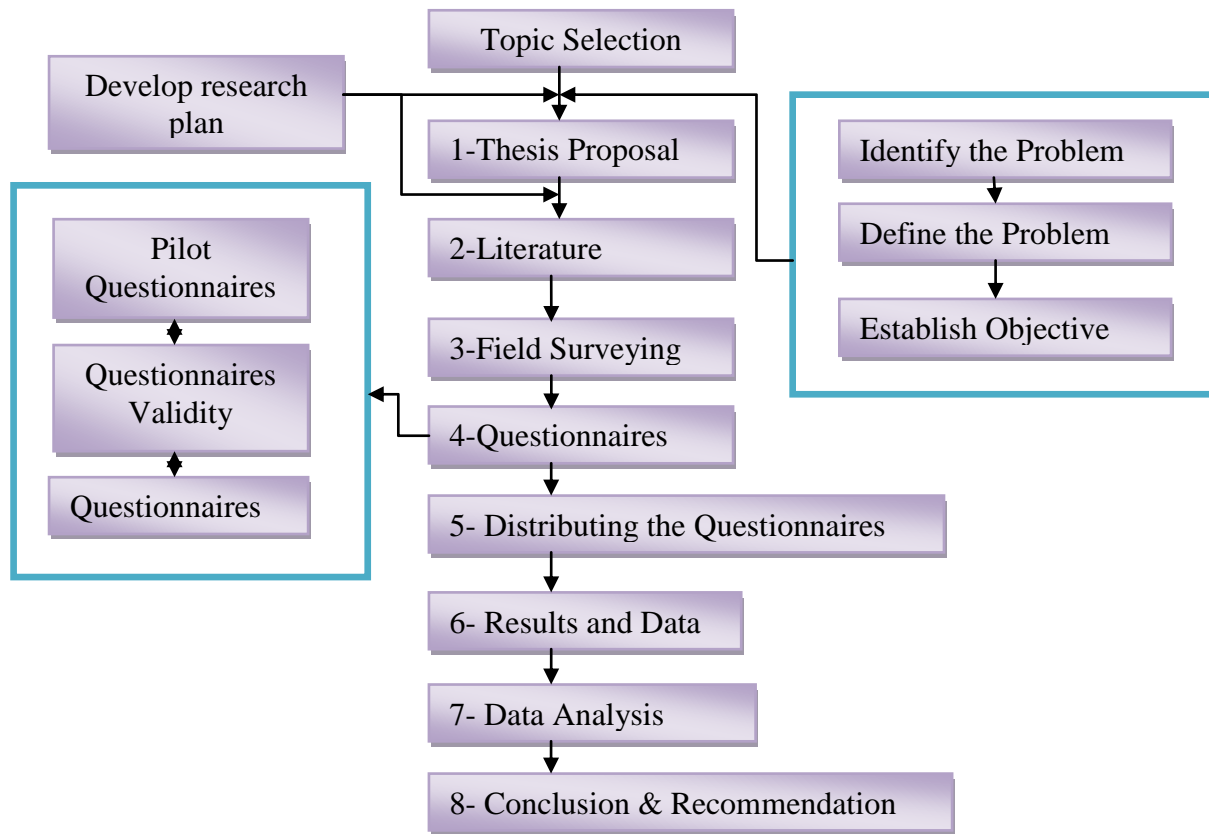 Topic Selection
Develop research
plan
1-Thesis Proposal
Identify the Problem
Define the Problem
Establish Objective
2-Literature
3-Field Surveying
4-Questionnaires
Pilot
Questionnaires
Questionnaires
Validity
Questionnaires
5- Distributing the Questionnaires
6- Results and Data
7- Data Analysis
8- Conclusion & Recommendation